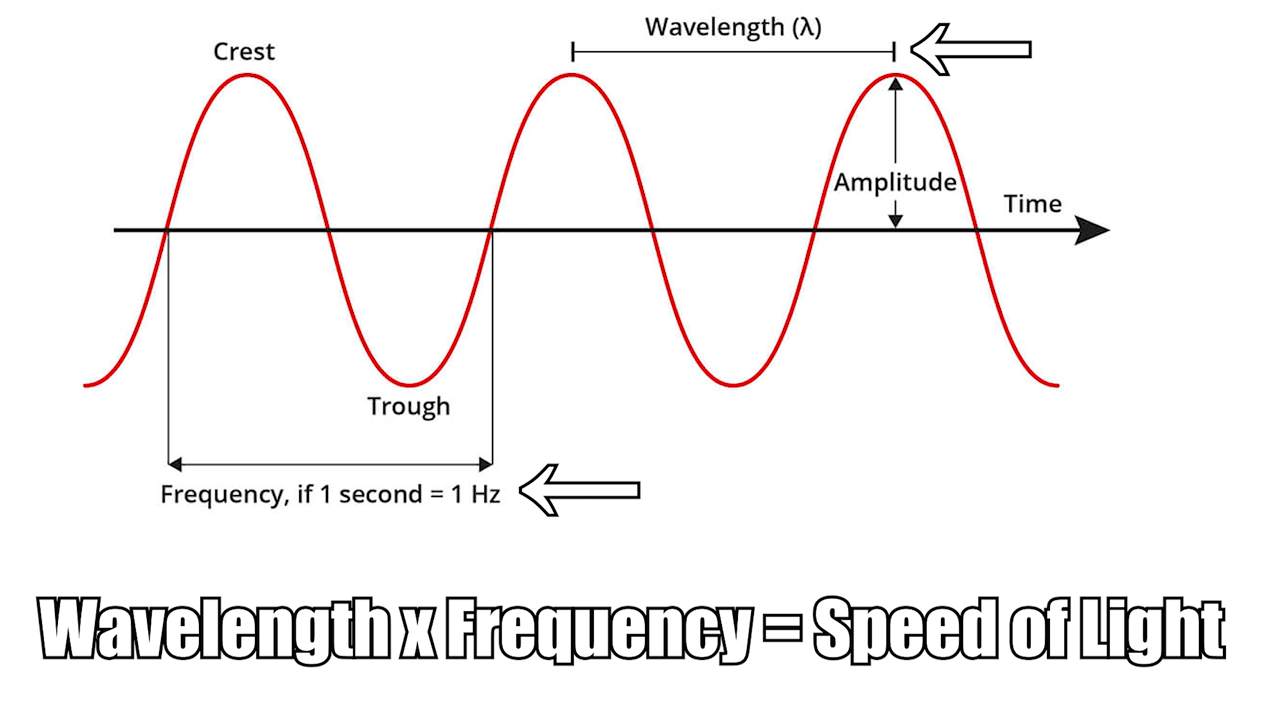 Wavelength (λ)
Crest
Amplitude
Time
Trough
Frequency, if 1 second = 1 Hz
Wavelength x Frequency = Speed of Light